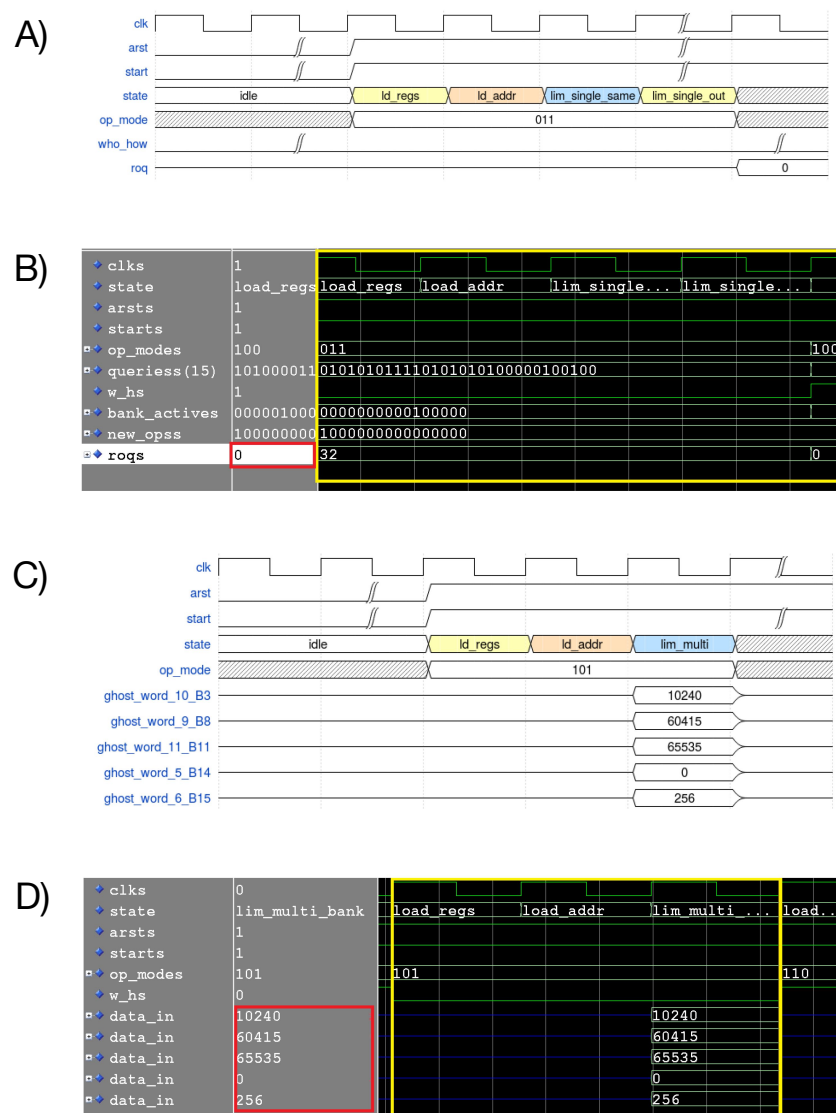 A)
clk
arst
start
state idle ld_regs ld_addr lim_single_same lim_single_out
op_mode 011
who_how
roq 0
B)
clks 1
state load_regs load_regs load_addr lim_single... lim_single...
arsts 1
starts 1
op_modes 100 011 100
queriess(15) 101000011 0101010111101010101000001 00100
w_hs 1
bank_actives 000001000 0000000000100000
new_opss 100000000 1000000000000000
roqs 0 32 0
C)
clk
arst
start
state idle ld_regs ld_addr lim_multi
op_mode 101
ghost_word_10_B3 10240
ghost_word_9_B8 60415
ghost_word_11_B11 65535
ghost_word_5_B14 0
ghost_word_6_B15 256
D)
clks 0
state lim_multi_bank load_regs load_addr lim_multi_... load..
arsts 1
starts 1
op_modes 101 101 110
w_hs 0
data_in 10240 10240
data_in 60415 60415
data_in 65535 65535
data_in 0 0
data_in 256 256